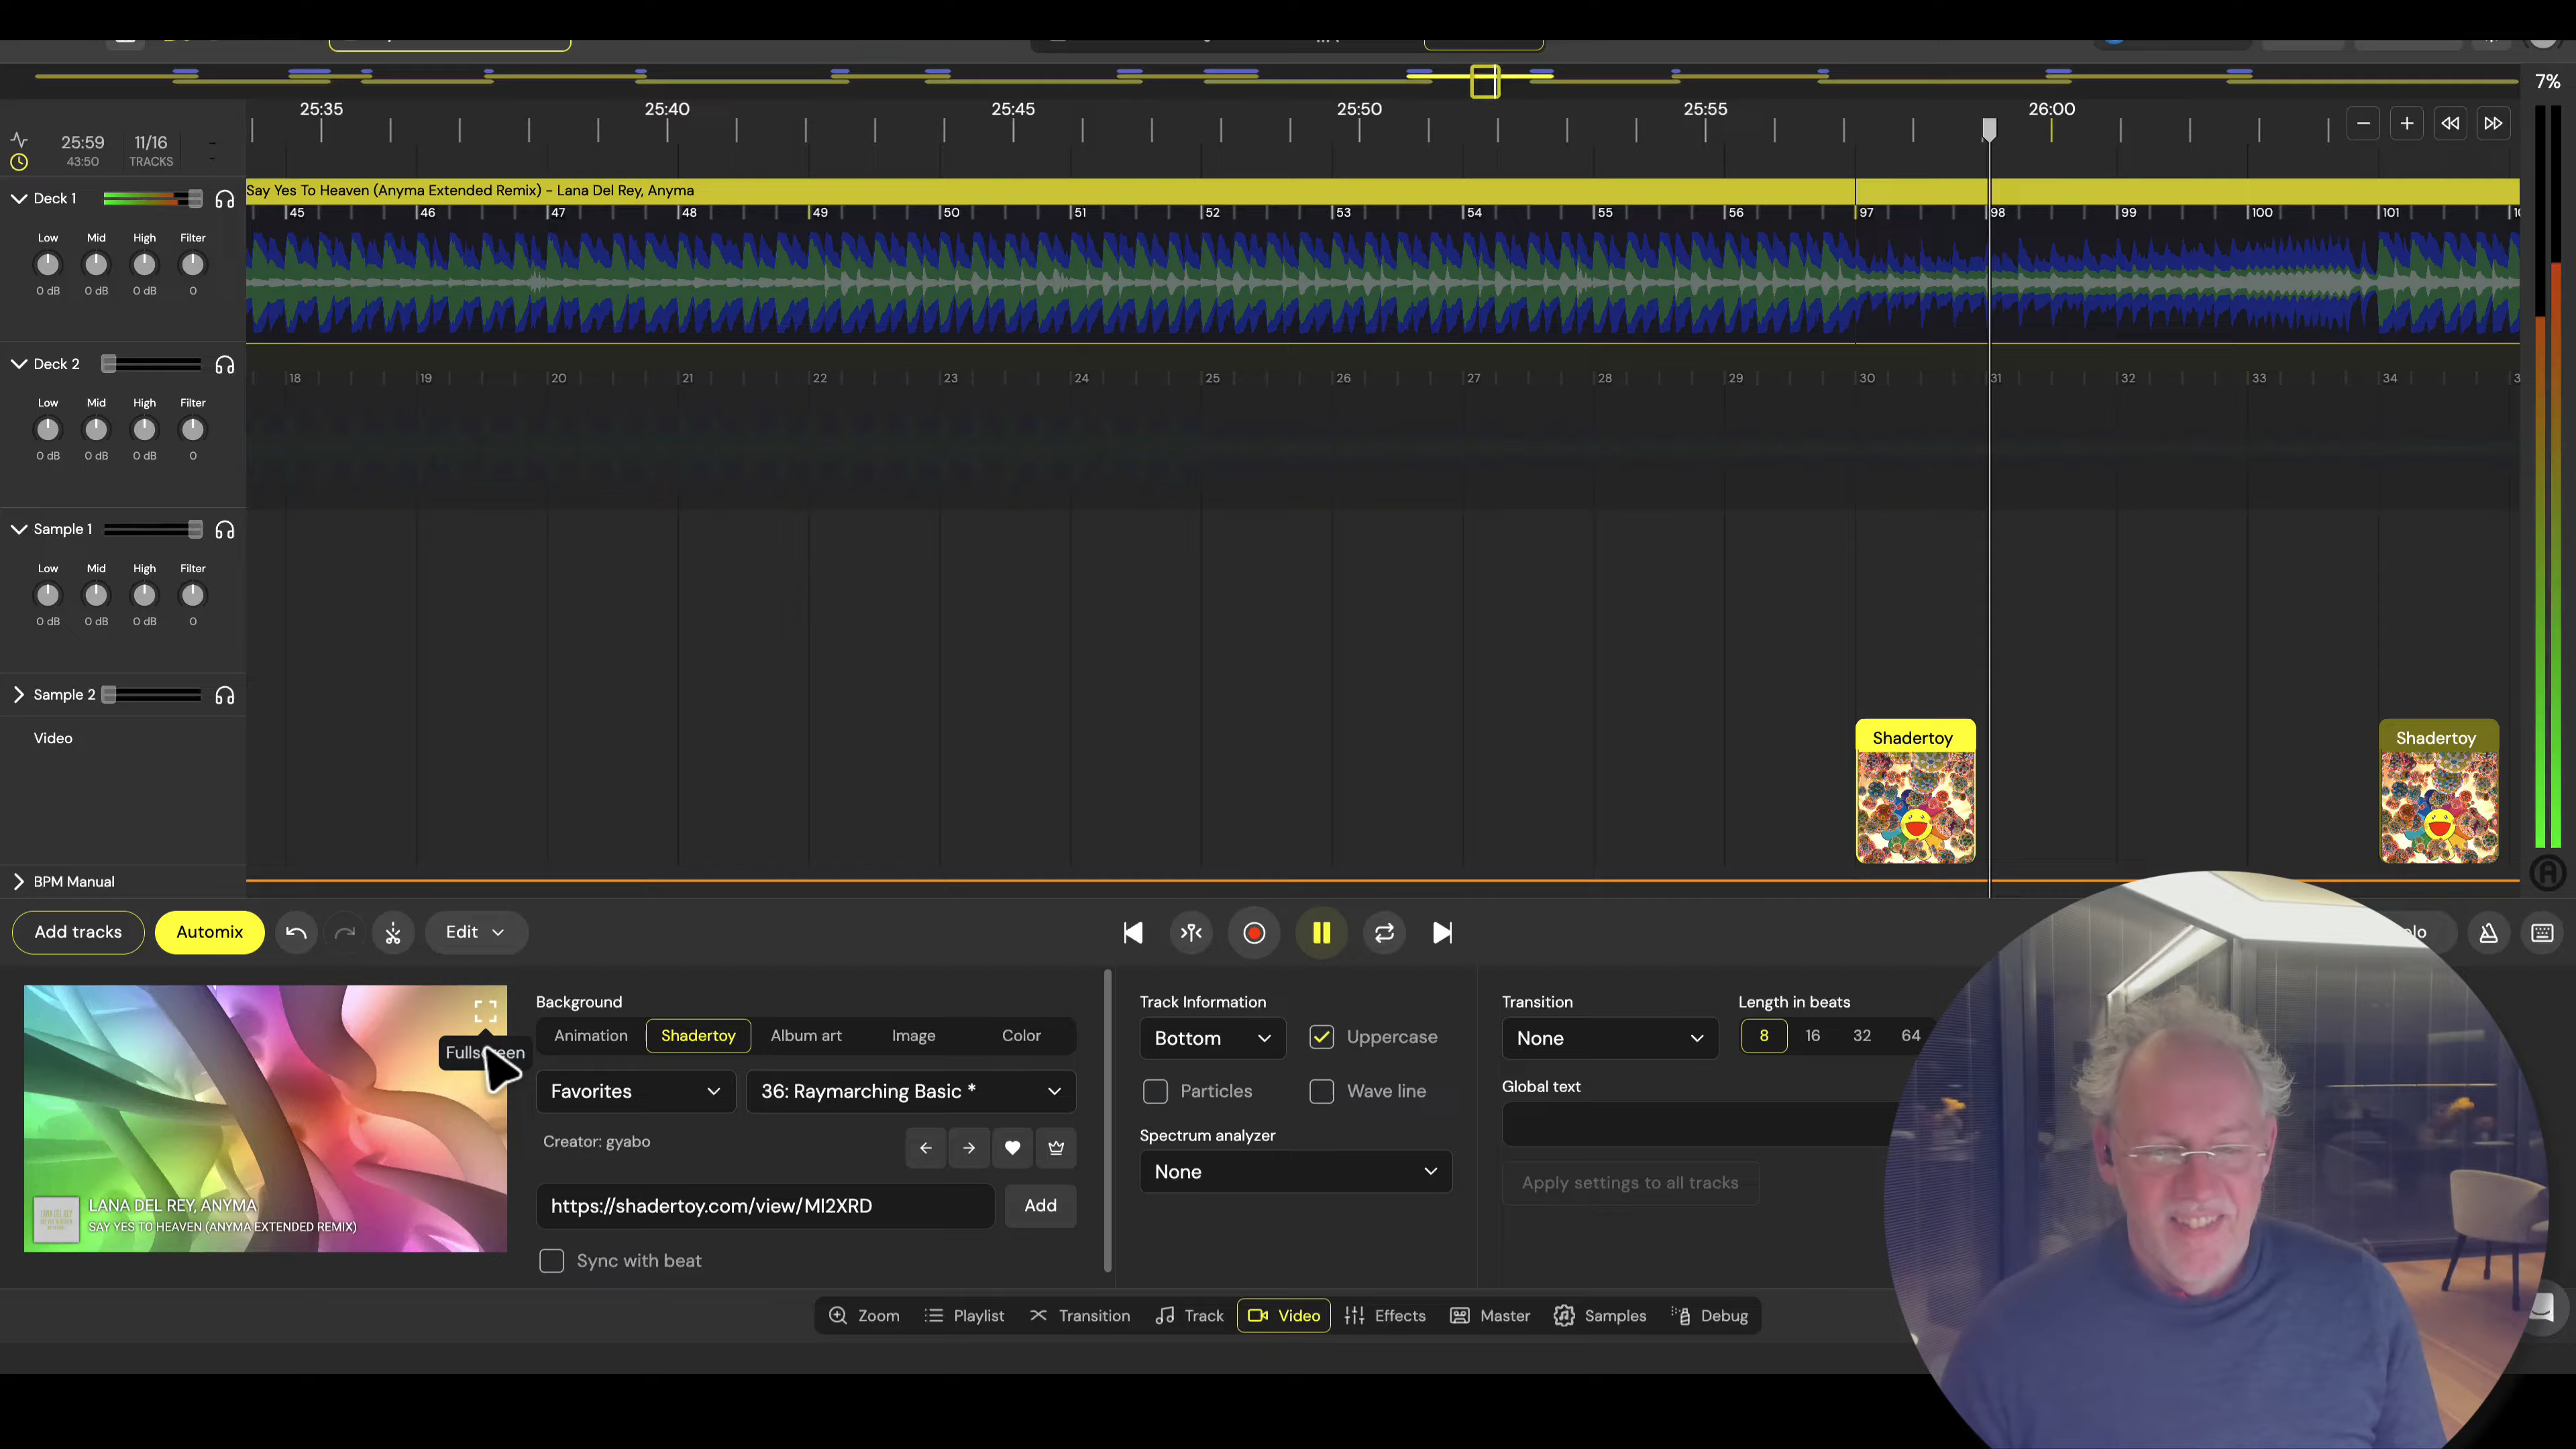 7%
25:35 25:40 25:45 25:50 25:55 26:00
25:59 11/16 -
43:50 TRACKS -
Deck 1
Say Yes To Heaven (Anyma Extended Remix) - Lana Del Rey, Anyma
45 46 47 48 49 50 51 52 53 54 55 56 97 98 99 100 101
Low Mid High Filter
0 dB 0 dB 0 dB 0
Deck 2
18 19 20 21 22 23 24 25 26 27 28 29 30 31 32 33 34
Low Mid High Filter
0 dB 0 dB 0 dB 0
Sample 1
Low Mid High Filter
0 dB 0 dB 0 dB 0
Sample 2
Video
Shadertoy Shadertoy
BPM Manual
Add tracks Automix Edit
Fullscreen
LANA DEL REY, ANYMA
SAY YES TO HEAVEN (ANYMA EXTENDED REMIX)
Background
Animation Shadertoy Album art Image Color
Favorites 36: Raymarching Basic *
Creator: gyabo
https://shadertoy.com/view/Ml2XRD Add
Sync with beat
Track Information
Bottom Uppercase
Particles Wave line
Spectrum analyzer
None
Transition Length in beats
None 8 16 32 64
Global text
Apply settings to all tracks
Zoom Playlist Transition Track Video Effects Master Samples Debug